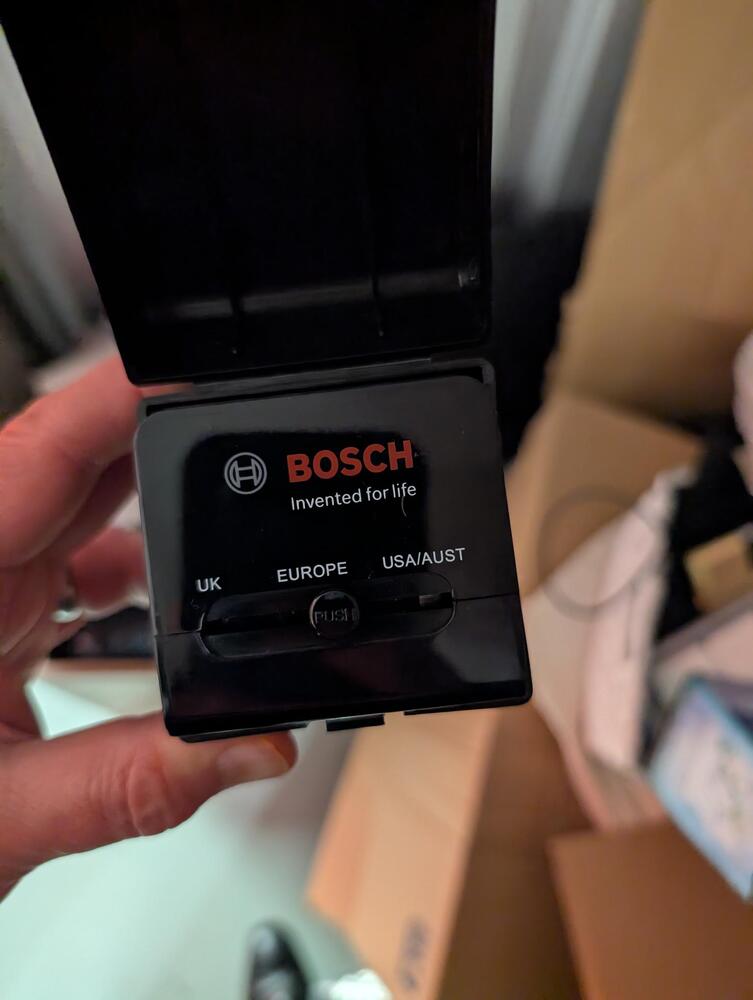 BOSCH
Invented for life
UK EUROPE USA/AUST
PUSH